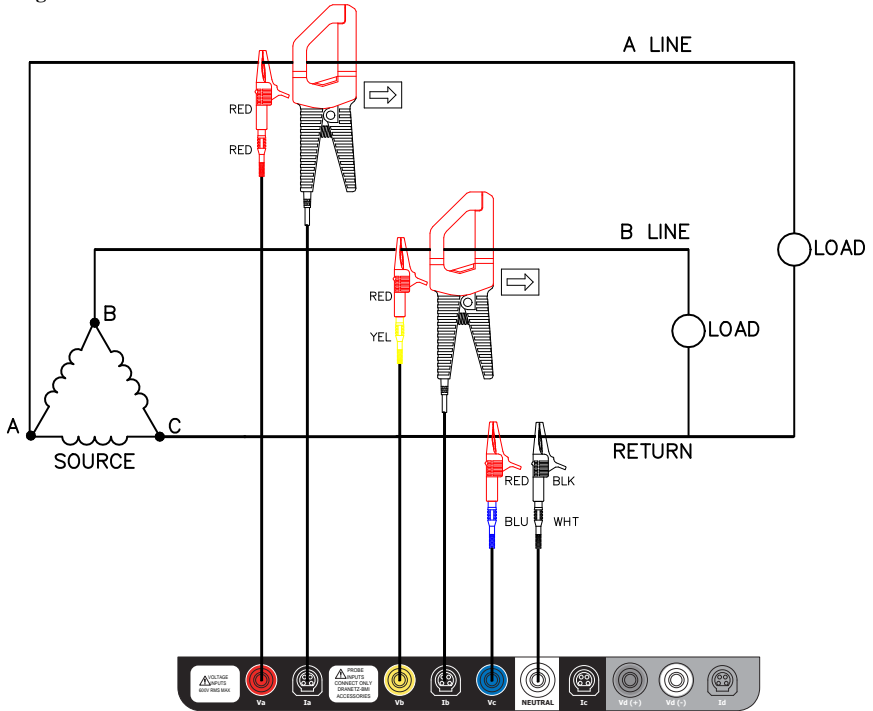 A LINE
RED
RED
B LINE
LOAD
RED
B
LOAD
YEL
A
C
SOURCE
RETURN
RED
BLK
BLU
WHT
VOLTAGE
INPUTS
600V RMS MAX
PROBE
INPUTS
CONNECT ONLY
DRANETZ-BMI
ACCESSORIES
Va
Ia
Vb
Ib
Vc
NEUTRAL
Ic
Vd (+)
Vd (-)
Id